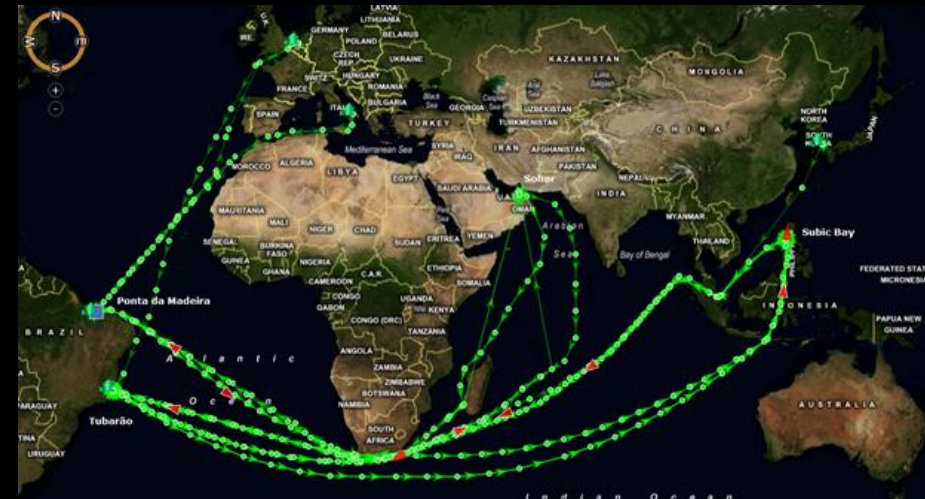 N
W
S
+
-
U.K.
IRE.
LATVIA
LITHUANIA
GERMANY
BELARUS
POLAND
CZECH
REP.
UKRAINE
SWITZ.
HUNGARY
FRANCE
ROMANIA
BULGARIA
SPAIN
Black
Sea
GEORGIA
Caspian
Sea
Aral
Sea
KAZAKHSTAN
Lake
Balqash
MONGOLIA
UZBEKISTAN
TURKMENISTAN
NORTH
KOREA
JAPAN
TURKEY
CHINA
Mediterranean Sea
SYRIA
IRAQ
IRAN
AFGHANISTAN
PAKISTAN
NEPAL
MOROCCO
ALGERIA
LIBYA
EGYPT
SAUDI ARABIA
U.A.E.
Sohar
OMAN
INDIA
MYANMAR
MAURITANIA
MALI
NIGER
CHAD
SUDAN
ERITREA
YEMEN
Arabian
Sea
Bay of Bengal
THAILAND
Subic Bay
SENEGAL
GUINEA
BURKINA
FASO
GHANA
NIGERIA
CAMEROON
C.A.R.
ETHIOPIA
SOMALIA
FEDERATED STAT
MICRONESI
Ponta da Madeira
GABON
CONGO
CONGO (DRC)
UGANDA
KENYA
TANZANIA
INDONESIA
PAPUA NEW
GUINEA
BRAZIL
Atlantic
Ocean
ANGOLA
ZAMBIA
ZIMBABWE
BOTSWANA
NAMIBIA
SOUTH
AFRICA
Tubarão
PARAGUAY
URUGUAY
AUSTRALIA
Indian Ocean